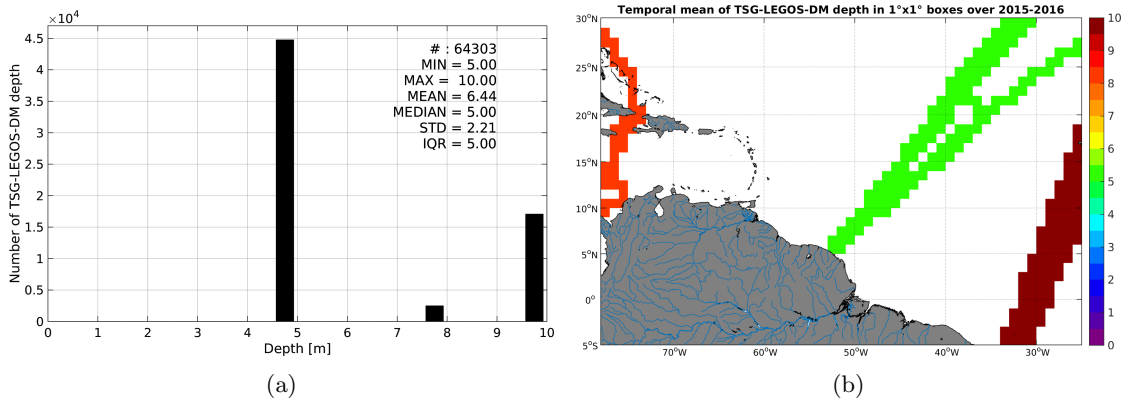 ×10⁴
4.5
4
3.5
3
2.5
2
1.5
1
0.5
0
Number of TSG-LEGOS-DM depth
# : 64303
MIN = 5.00
MAX = 10.00
MEAN = 6.44
MEDIAN = 5.00
STD = 2.21
IQR = 5.00
0 1 2 3 4 5 6 7 8 9 10
Depth [m]
(a)
Temporal mean of TSG-LEGOS-DM depth in 1°x1° boxes over 2015-2016
30°N
25°N
20°N
15°N
10°N
5°N
0°
5°S
70°W 60°W 50°W 40°W 30°W
10
9
8
7
6
5
4
3
2
1
0
(b)